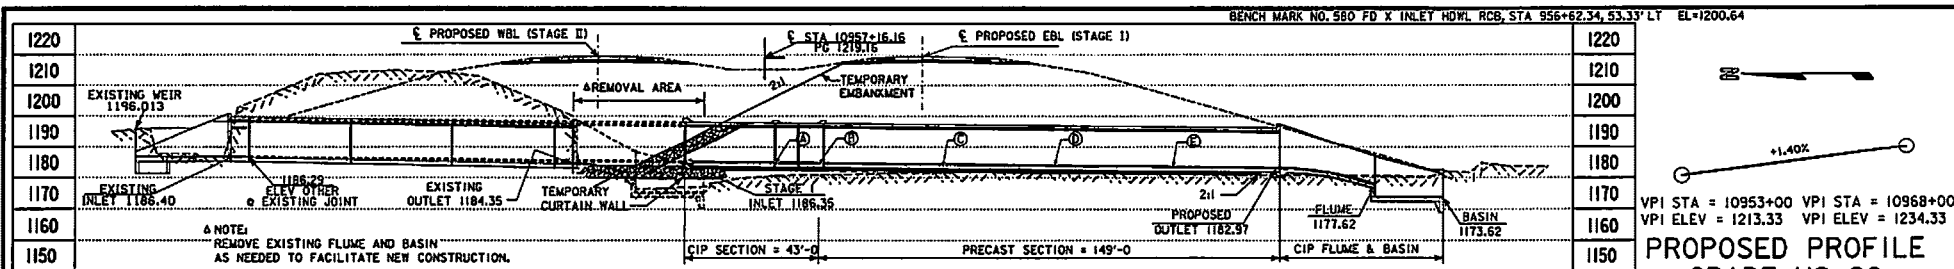 BENCH MARK NO. 580 FD X INLET HDWL RCB, STA 956+62.34, 53.33' LT EL=1200.64
1220
1210
1200
1190
1180
1170
1160
1150
℄ PROPOSED WBL (STAGE II)
℄ STA 10957+16.16
PG 1219.16
℄ PROPOSED EBL (STAGE I)
2:1
TEMPORARY
EMBANKMENT
Δ REMOVAL AREA
EXISTING WEIR
1196.013
A
B
C
D
E
EXISTING
INLET 1186.40
1186.29
ELEV OTHER
@ EXISTING JOINT
EXISTING
OUTLET 1184.35
TEMPORARY
CURTAIN WALL
STAGE
INLET 1186.35
2:1
PROPOSED
OUTLET 1182.97
FLUME
1177.62
BASIN
1173.62
Δ NOTE:
REMOVE EXISTING FLUME AND BASIN
AS NEEDED TO FACILITATE NEW CONSTRUCTION.
CIP SECTION = 43'-0
PRECAST SECTION = 149'-0
CIP FLUME & BASIN
1220
1210
1200
1190
1180
1170
1160
1150
+1.40%
VPI STA = 10953+00 VPI STA = 10968+00
VPI ELEV = 1213.33 VPI ELEV = 1234.33
PROPOSED PROFILE